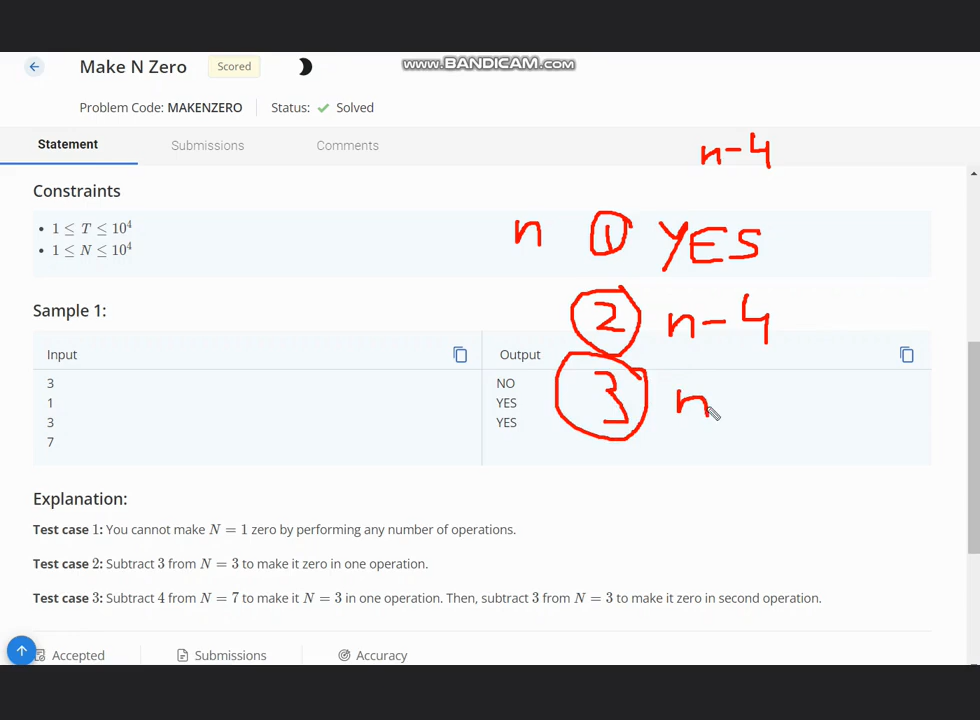 www.BANDICAM.com
Make N Zero Scored
Problem Code: MAKENZERO Status: Solved
Statement Submissions Comments
n-4
Constraints
• 1 ≤ T ≤ 10⁴
• 1 ≤ N ≤ 10⁴
n 1 YES
Sample 1:
2 n-4
Input Output
3 NO
1 YES
3 YES
7
3 n
Explanation:
Test case 1: You cannot make N = 1 zero by performing any number of operations.
Test case 2: Subtract 3 from N = 3 to make it zero in one operation.
Test case 3: Subtract 4 from N = 7 to make it N = 3 in one operation. Then, subtract 3 from N = 3 to make it zero in second operation.
Accepted Submissions Accuracy